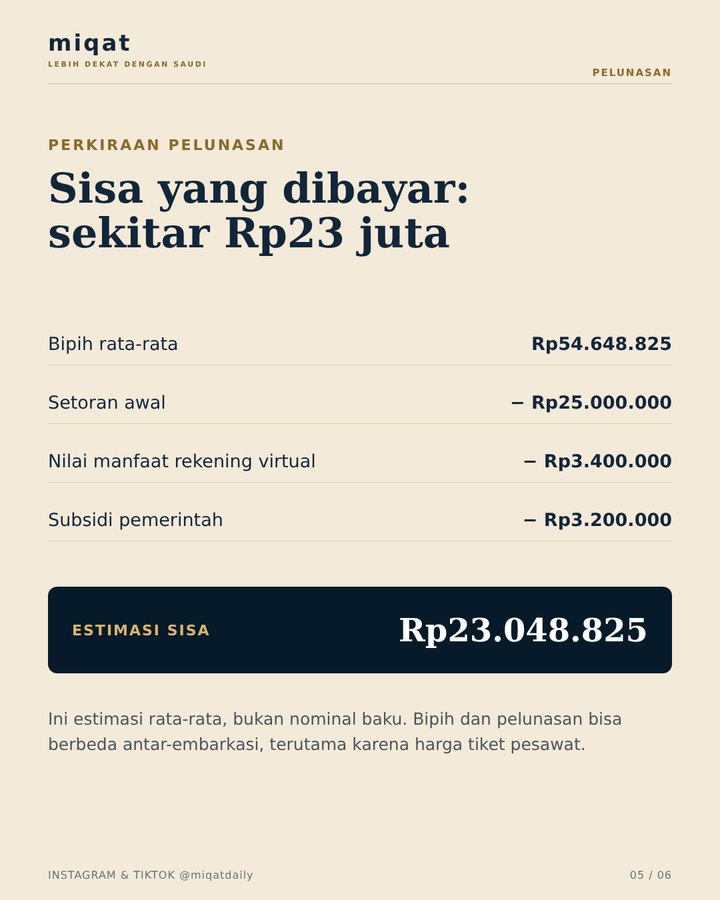 miqat
LEBIH DEKAT DENGAN SAUDI
PELUNASAN
PERKIRAAN PELUNASAN
Sisa yang dibayar:
sekitar Rp23 juta
Bipih rata-rata Rp54.648.825
Setoran awal − Rp25.000.000
Nilai manfaat rekening virtual − Rp3.400.000
Subsidi pemerintah − Rp3.200.000
ESTIMASI SISA Rp23.048.825
Ini estimasi rata-rata, bukan nominal baku. Bipih dan pelunasan bisa
berbeda antar-embarkasi, terutama karena harga tiket pesawat.
INSTAGRAM & TIKTOK @miqatdaily 05 / 06